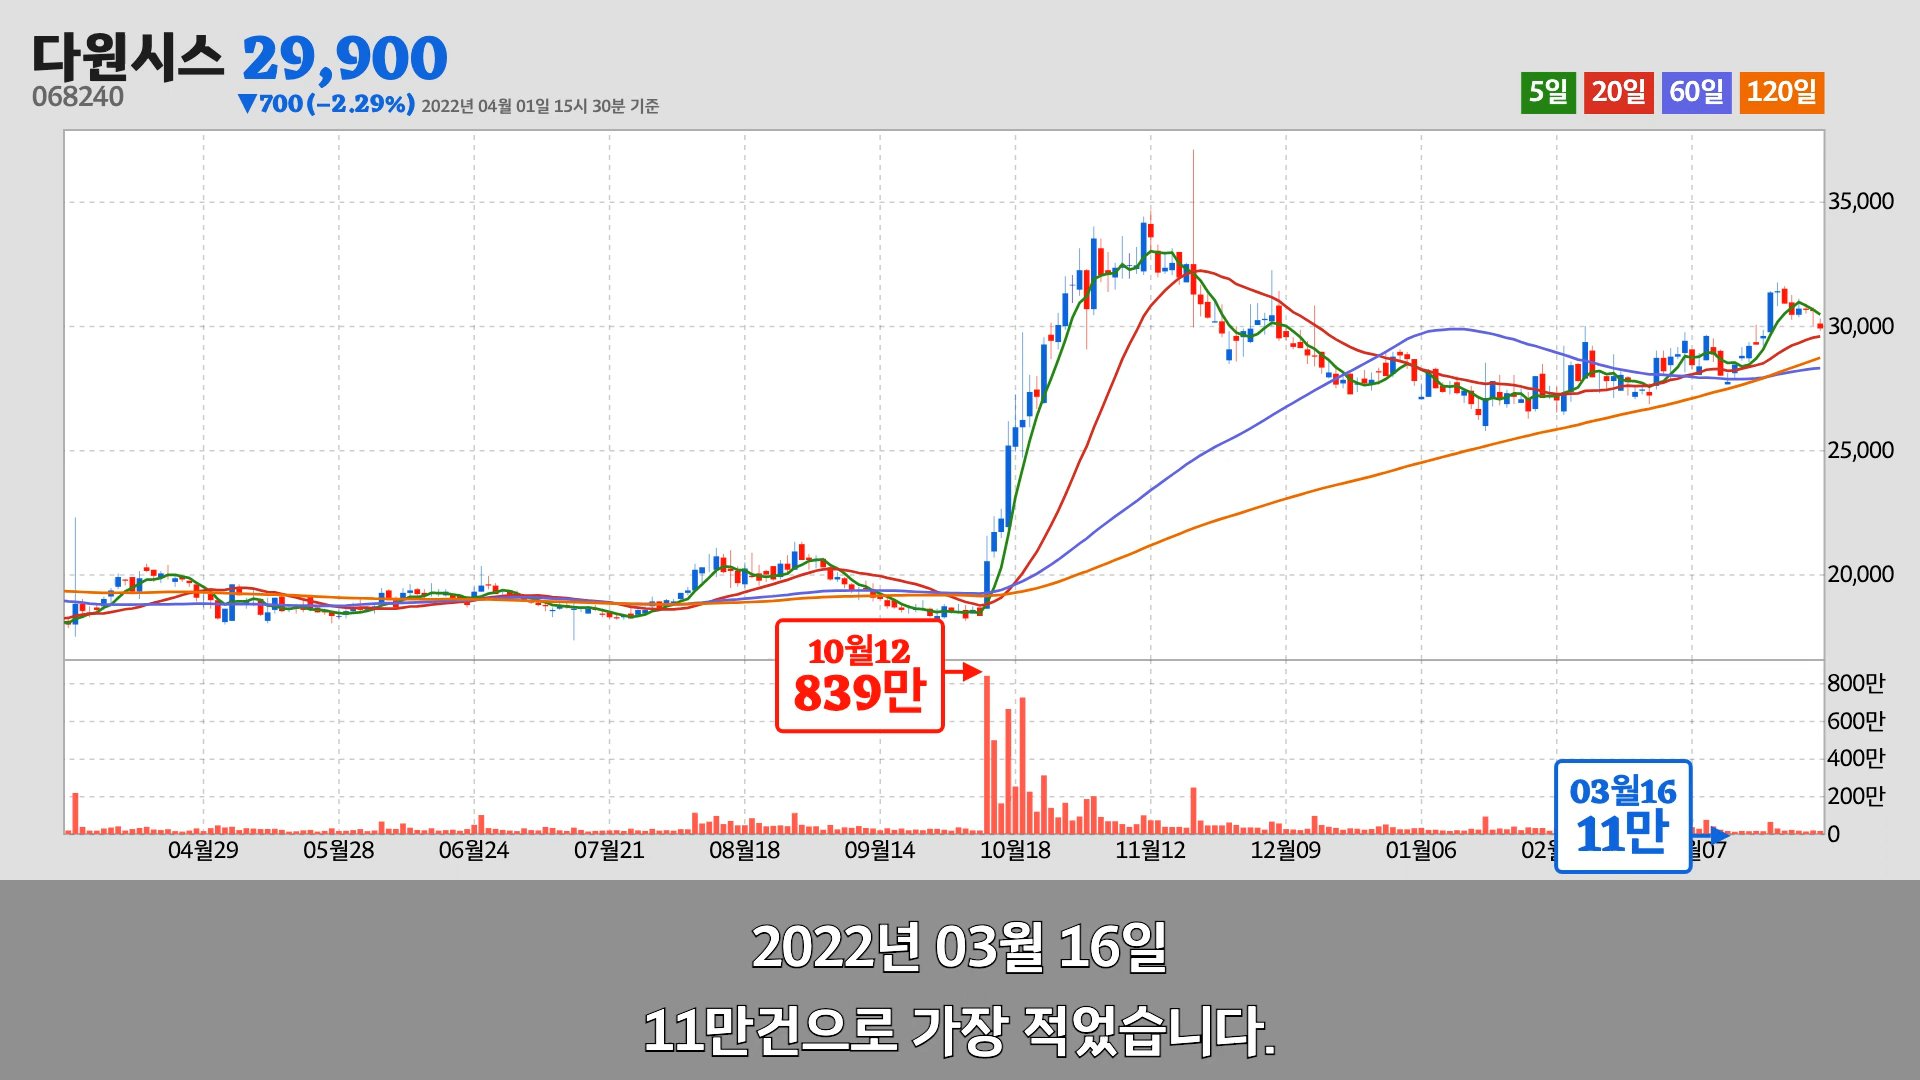 다원시스 29,900
068240
▼700 (−2.29%) 2022년 04월 01일 15시 30분 기준
5일 20일 60일 120일
35,000
30,000
25,000
20,000
10월12
839만
800만
600만
400만
200만
0
03월16
11만
04월29 05월28 06월24 07월21 08월18 09월14 10월18 11월12 12월09 01월06 02 월07
2022년 03월 16일
11만건으로 가장 적었습니다.